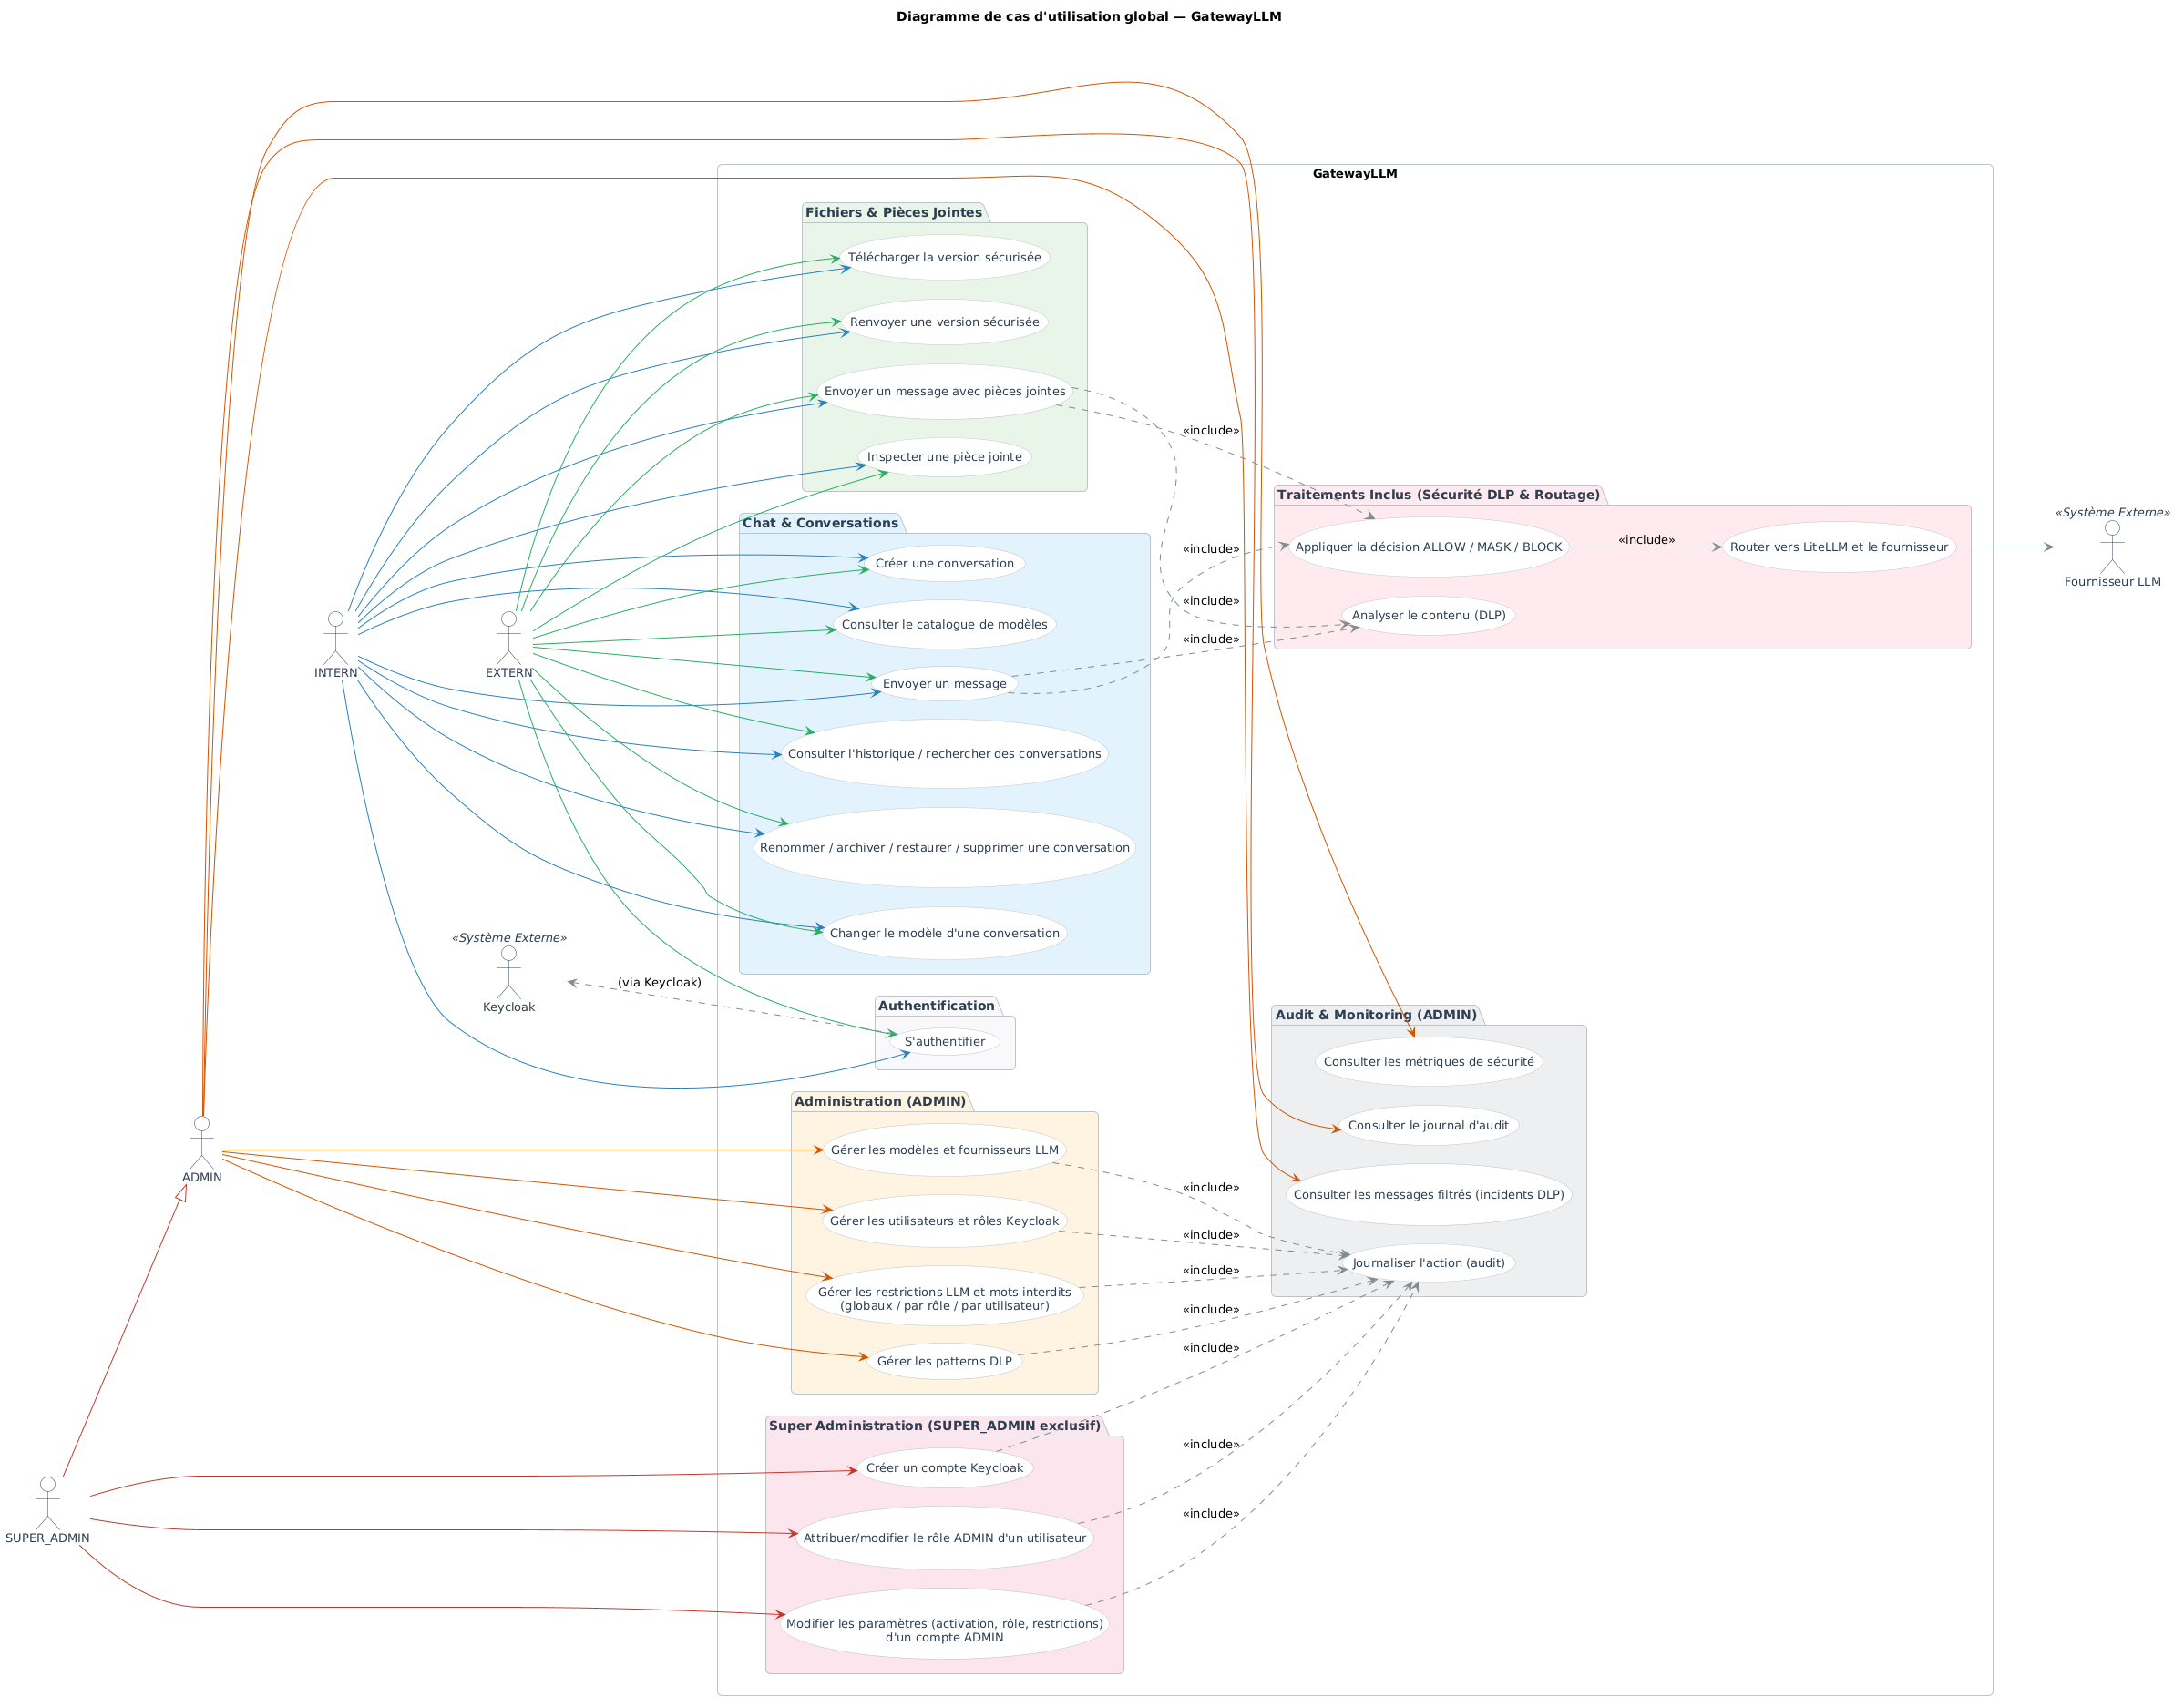 Diagramme de cas d'utilisation global — GatewayLLM
GatewayLLM
Fichiers & Pièces Jointes
Télécharger la version sécurisée
Renvoyer une version sécurisée
Envoyer un message avec pièces jointes
Inspecter une pièce jointe
«include»
«include»
«include»
«include»
Traitements Inclus (Sécurité DLP & Routage)
Appliquer la décision ALLOW / MASK / BLOCK
«include»
Router vers LiteLLM et le fournisseur
Analyser le contenu (DLP)
«Système Externe»
Fournisseur LLM
Chat & Conversations
Créer une conversation
Consulter le catalogue de modèles
Envoyer un message
Consulter l'historique / rechercher des conversations
Renommer / archiver / restaurer / supprimer une conversation
Changer le modèle d'une conversation
INTERN
EXTERN
«Système Externe»
Keycloak
(via Keycloak)
Authentification
S'authentifier
Audit & Monitoring (ADMIN)
Consulter les métriques de sécurité
Consulter le journal d'audit
Consulter les messages filtrés (incidents DLP)
Journaliser l'action (audit)
ADMIN
Administration (ADMIN)
Gérer les modèles et fournisseurs LLM
Gérer les utilisateurs et rôles Keycloak
Gérer les restrictions LLM et mots interdits
(globaux / par rôle / par utilisateur)
Gérer les patterns DLP
«include»
«include»
«include»
«include»
«include»
«include»
«include»
Super Administration (SUPER_ADMIN exclusif)
Créer un compte Keycloak
Attribuer/modifier le rôle ADMIN d'un utilisateur
Modifier les paramètres (activation, rôle, restrictions)
d'un compte ADMIN
SUPER_ADMIN